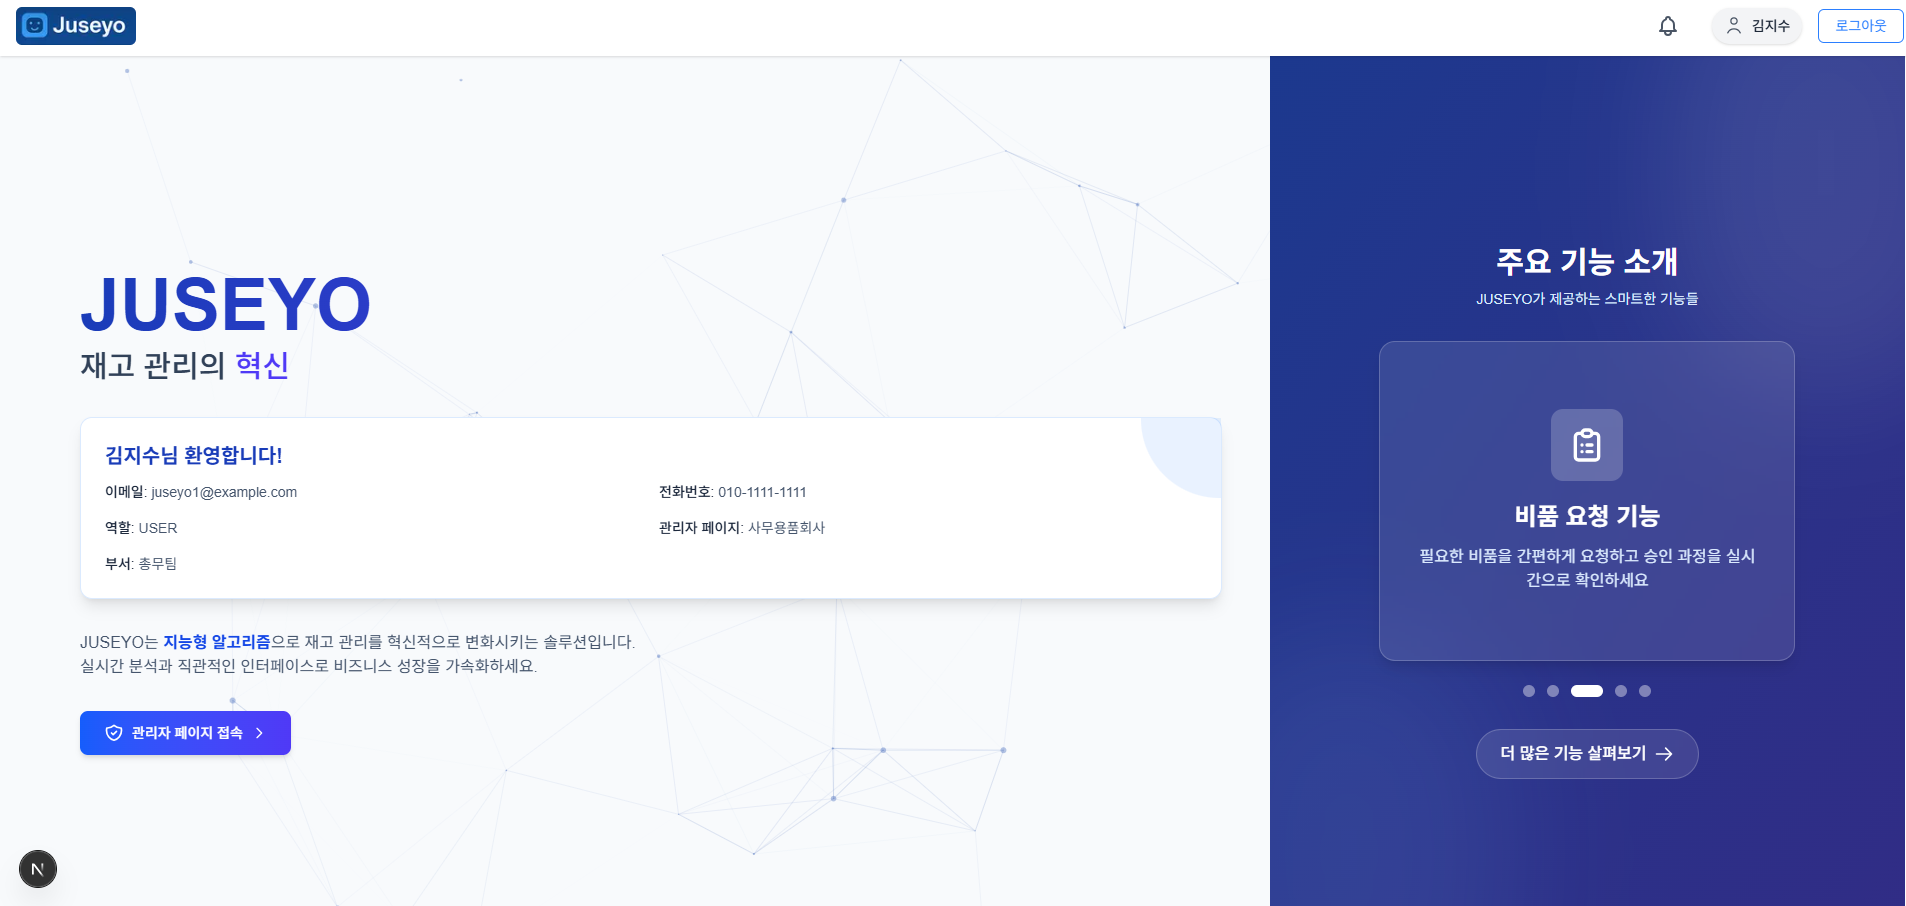 Juseyo
김지수
로그아웃
JUSEYO
재고 관리의 혁신
김지수님 환영합니다!
이메일: juseyo1@example.com
전화번호: 010-1111-1111
역할: USER
관리자 페이지: 사무용품회사
부서: 총무팀
JUSEYO는 지능형 알고리즘으로 재고 관리를 혁신적으로 변화시키는 솔루션입니다.
실시간 분석과 직관적인 인터페이스로 비즈니스 성장을 가속화하세요.
관리자 페이지 접속
N
주요 기능 소개
JUSEYO가 제공하는 스마트한 기능들
비품 요청 기능
필요한 비품을 간편하게 요청하고 승인 과정을 실시
간으로 확인하세요
더 많은 기능 살펴보기